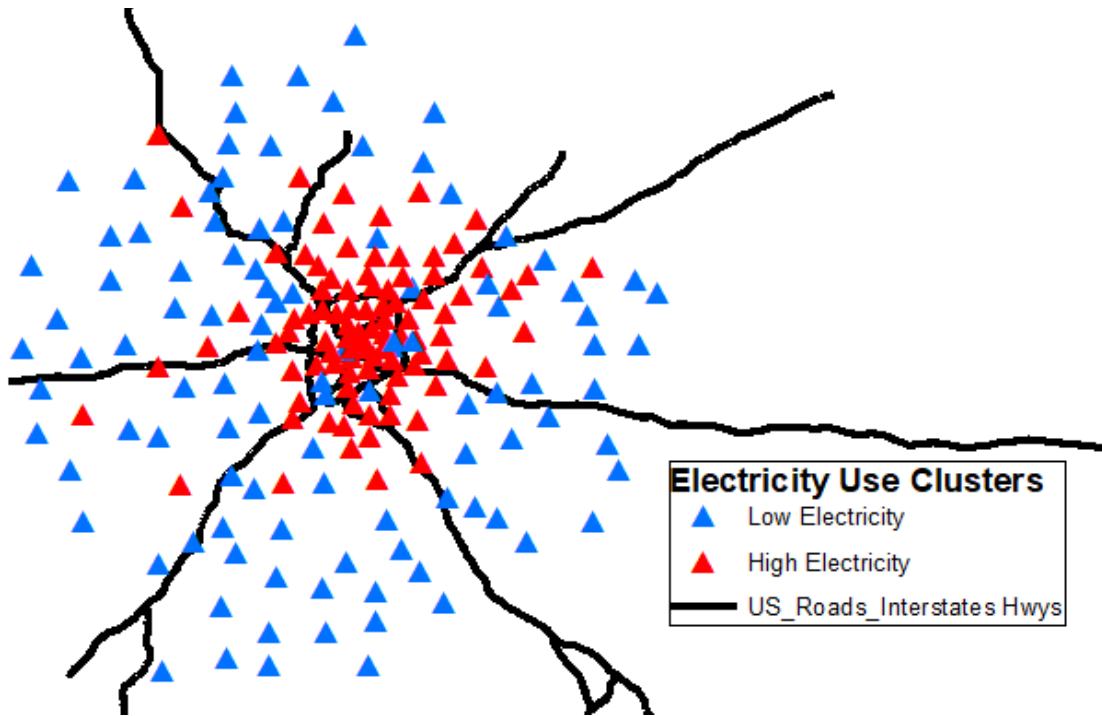 Electricity Use Clusters
Low Electricity
High Electricity
US_Roads_Interstates Hwys